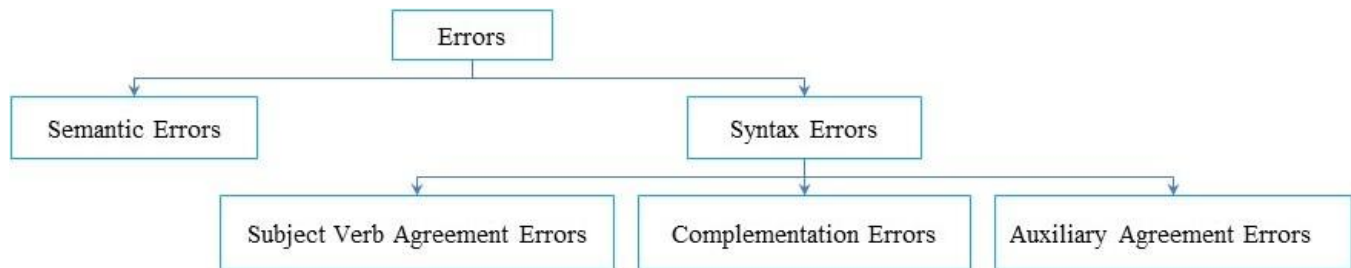 Errors
Semantic Errors
Syntax Errors
Subject Verb Agreement Errors
Complementation Errors
Auxiliary Agreement Errors